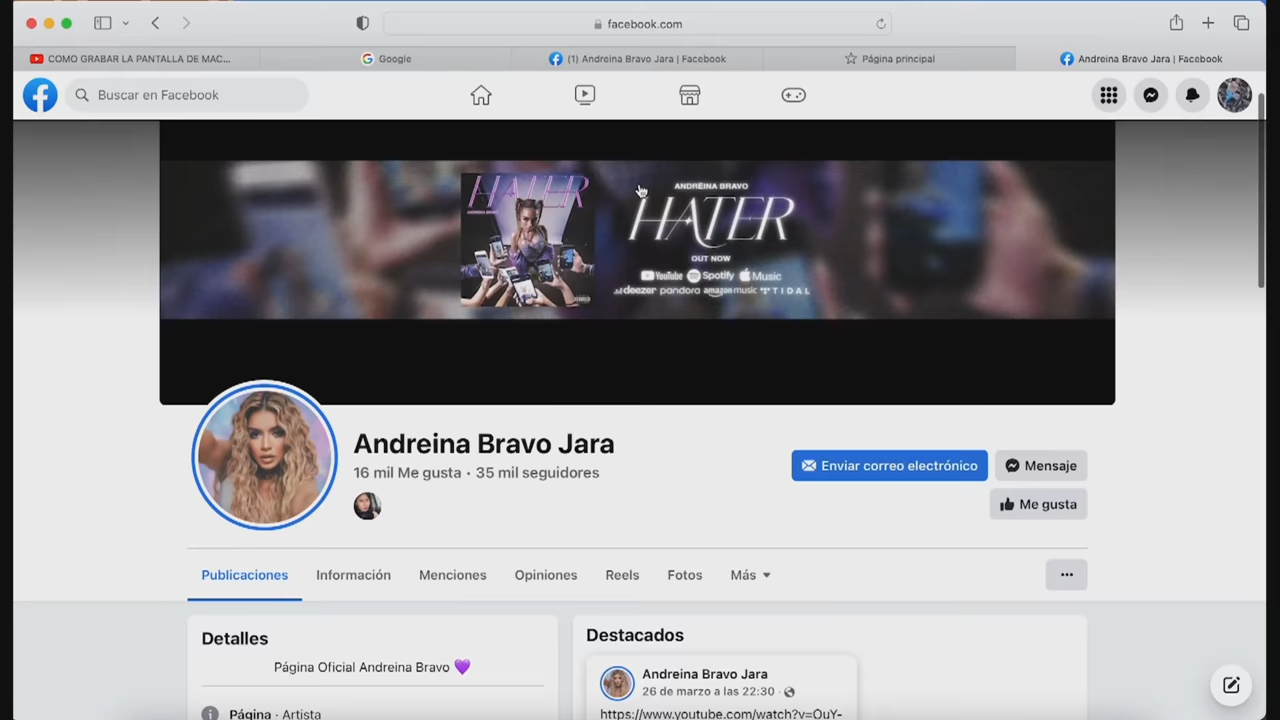 facebook.com
COMO GRABAR LA PANTALLA DE MAC...
Google
(1) Andreina Bravo Jara | Facebook
Página principal
Andreina Bravo Jara | Facebook
Buscar en Facebook
HATER
ANDREINA BRAVO
HATER
OUT NOW
YouTube Spotify Music
deezer pandora amazon music TIDAL
Andreina Bravo Jara
16 mil Me gusta • 35 mil seguidores
Enviar correo electrónico
Mensaje
Me gusta
Publicaciones
Información
Menciones
Opiniones
Reels
Fotos
Más
Detalles
Página Oficial Andreina Bravo 💜
Página · Artista
Destacados
Andreina Bravo Jara
26 de marzo a las 22:30 ·
https://www.youtube.com/watch?v=OuY-